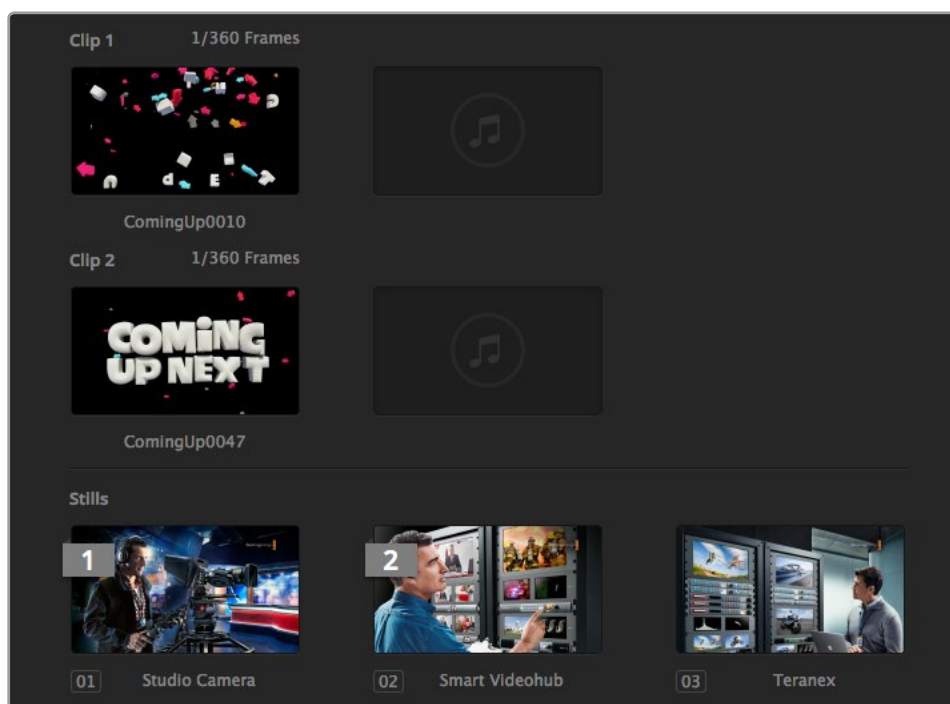 Clip 1 1/360 Frames
ComingUp0010
Clip 2 1/360 Frames
COMiNG
UP NEXT
ComingUp0047
Stills
1 2
01 Studio Camera 02 Smart Videohub 03 Teranex